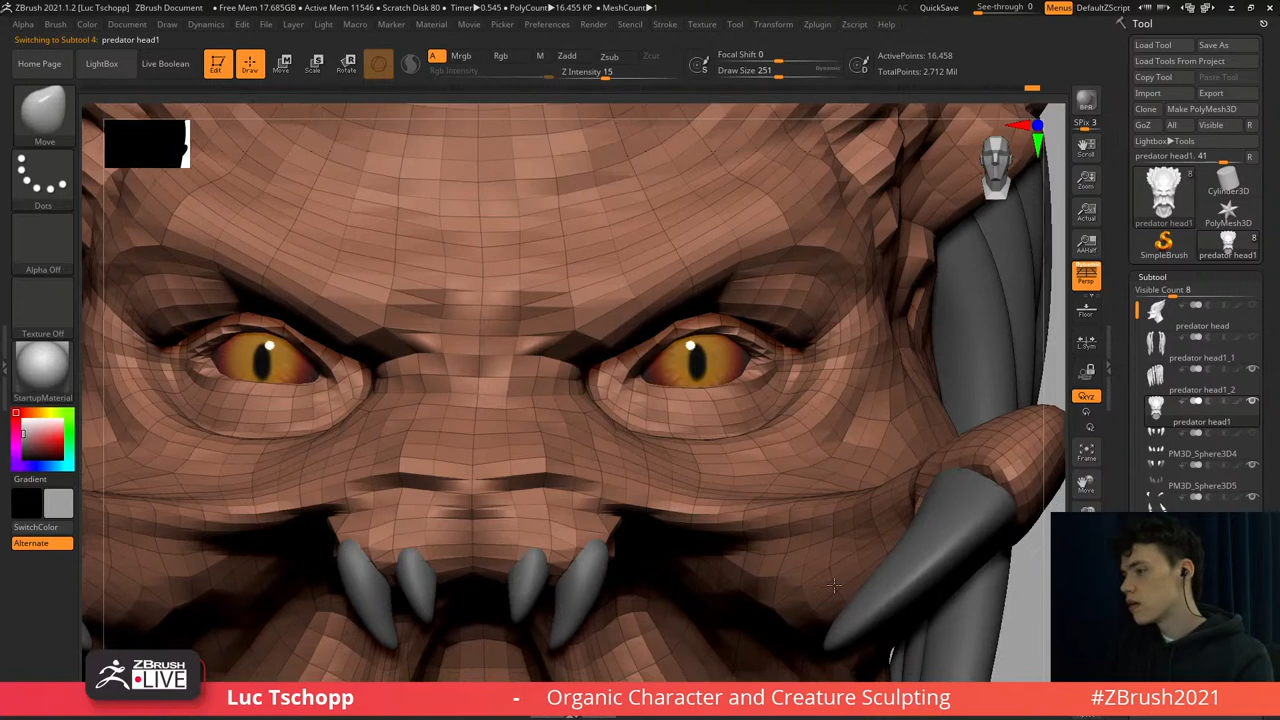 ZBrush 2021.1.2 [Luc Tschopp] ZBrush Document • Free Mem 17.685GB • Active Mem 11546 • Scratch Disk 80 • Timer▶0.545 • PolyCount▶16.455 KP • MeshCount▶1 AC QuickSave See-through 0 Menus DefaultZScript
Alpha Brush Color Document Draw Dynamics Edit File Layer Light Macro Marker Material Movie Picker Preferences Render Stencil Stroke Texture Tool Transform Zplugin Zscript Help
Switching to Subtool 4: predator head1
Home Page LightBox Live Boolean Edit Draw Move Scale Rotate A Mrgb Rgb M Zadd Zsub Zcut Focal Shift 0 ActivePoints: 16,458
Rgb Intensity Z Intensity 15 Draw Size 251 Dynamic TotalPoints: 2.712 Mil
S
D
Move
Dots
Alpha Off
Texture Off
StartupMaterial
Gradient
SwitchColor
Alternate
BPR
SPix 3
Scroll
Zoom
Actual
AAHalf
Dynamic
Persp
Floor
L.Sym
XYZ
Frame
Move
Tool
Load Tool Save As
Load Tools From Project
Copy Tool Paste Tool
Import Export
Clone Make PolyMesh3D
GoZ All Visible R
Lightbox▶Tools
predator head1. 41 R
8
Cylinder3D
predator head1 PolyMesh3D
8
SimpleBrush predator head1
Subtool
Visible Count 8
predator head
predator head1_1
predator head1_2
predator head1
PM3D_Sphere3D4
PM3D_Sphere3D5
ZBRUSH
LIVE
Luc Tschopp - Organic Character and Creature Sculpting #ZBrush2021